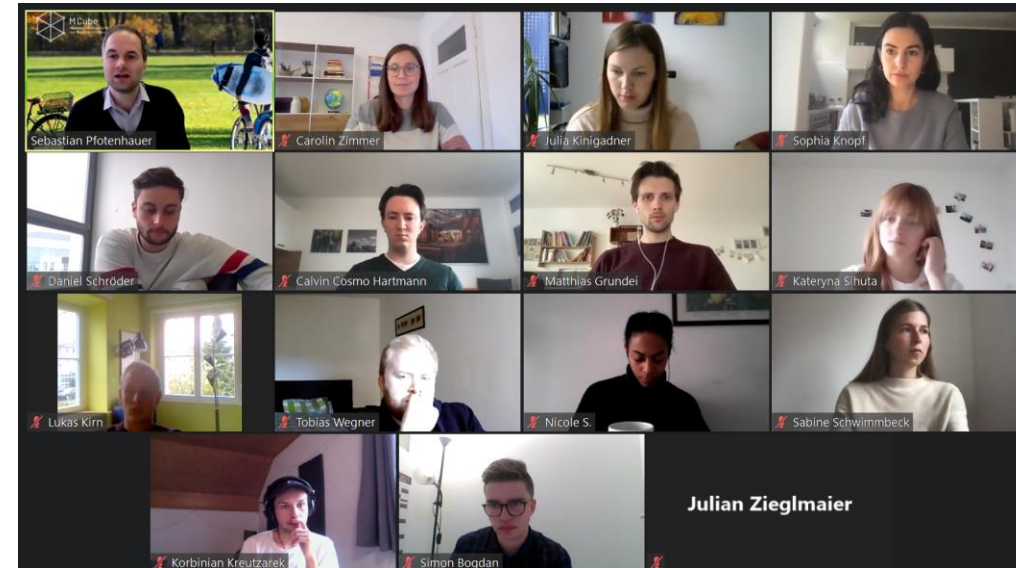 M Cube
Sebastian Pfotenhauer
Carolin Zimmer
Julia Kinigadner
Sophia Knopf
Daniel Schröder
Calvin Cosmo Hartmann
Matthias Grundei
Kateryna Sihuta
Lukas Kirn
Tobias Wegner
Nicole S.
Sabine Schwimmbeck
Korbinian Kreutzarek
Simon Bogdan
Julian Zieglmaier